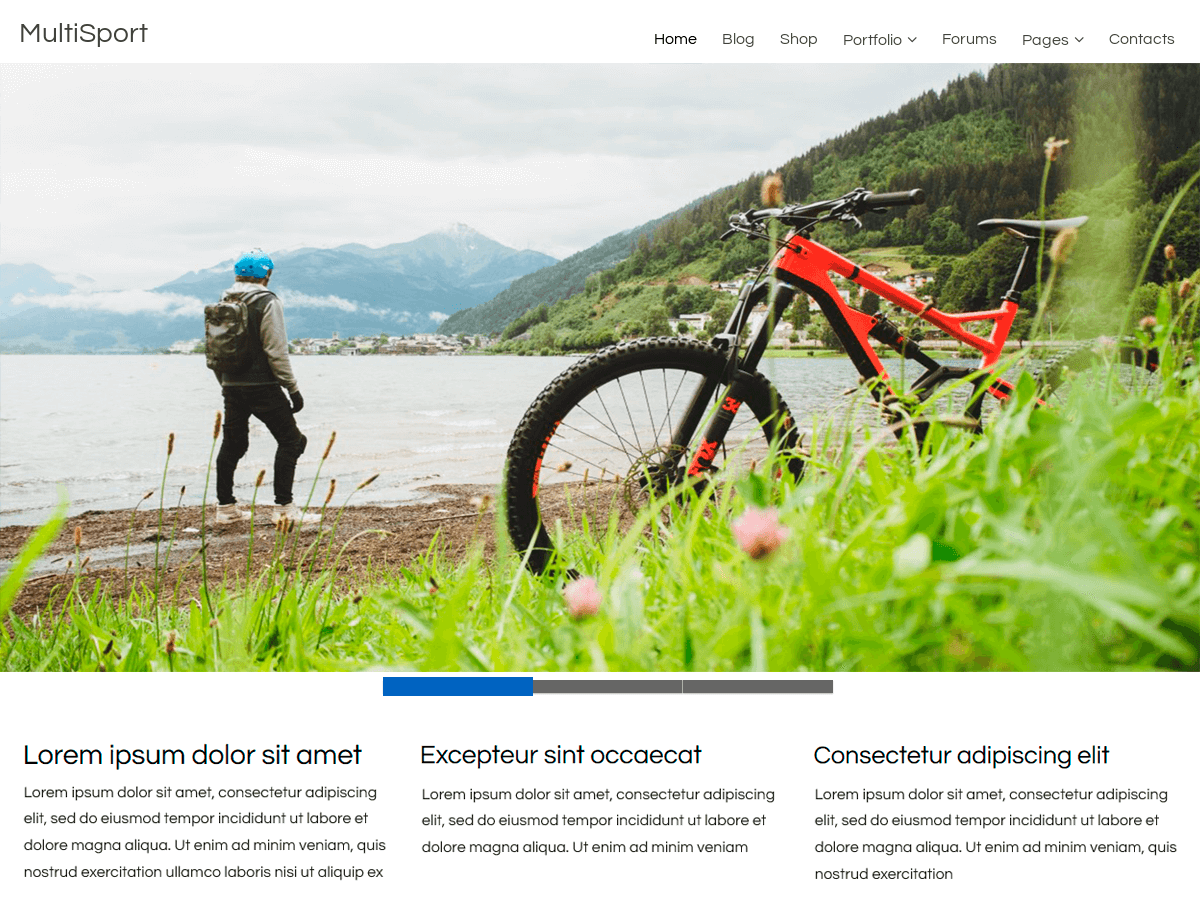 MultiSport
Home Blog Shop Portfolio Forums Pages Contacts
Lorem ipsum dolor sit amet
Lorem ipsum dolor sit amet, consectetur adipiscing
elit, sed do eiusmod tempor incididunt ut labore et
dolore magna aliqua. Ut enim ad minim veniam, quis
nostrud exercitation ullamco laboris nisi ut aliquip ex
Excepteur sint occaecat
Lorem ipsum dolor sit amet, consectetur adipiscing
elit, sed do eiusmod tempor incididunt ut labore et
dolore magna aliqua. Ut enim ad minim veniam
Consectetur adipiscing elit
Lorem ipsum dolor sit amet, consectetur adipiscing
elit, sed do eiusmod tempor incididunt ut labore et
dolore magna aliqua. Ut enim ad minim veniam, quis
nostrud exercitation